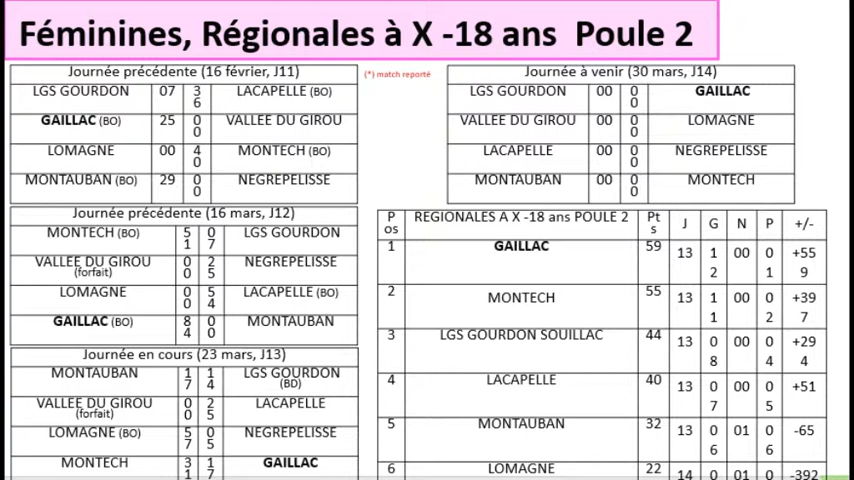 Féminines, Régionales à X -18 ans Poule 2
Journée précédente (16 février, J11)
LGS GOURDON 07 36 LACAPELLE (BO)
GAILLAC (BO) 25 00 VALLEE DU GIROU
LOMAGNE 00 40 MONTECH (BO)
MONTAUBAN (BO) 29 00 NEGREPELISSE
(*) match reporté
Journée à venir (30 mars, J14)
LGS GOURDON 00 00 GAILLAC
VALLEE DU GIROU 00 00 LOMAGNE
LACAPELLE 00 00 NEGREPELISSE
MONTAUBAN 00 00 MONTECH
Journée précédente (16 mars, J12)
MONTECH (BO) 51 07 LGS GOURDON
VALLEE DU GIROU (forfait) 00 25 NEGREPELISSE
LOMAGNE 00 54 LACAPELLE (BO)
GAILLAC (BO) 84 00 MONTAUBAN
Journée en cours (23 mars, J13)
MONTAUBAN 17 14 LGS GOURDON (BD)
VALLEE DU GIROU (forfait) 00 25 LACAPELLE
LOMAGNE (BO) 57 05 NEGREPELISSE
MONTECH 31 17 GAILLAC
Pos REGIONALES A X -18 ans POULE 2 Pts J G N P +/-
1 GAILLAC 59 13 12 00 01 +559
2 MONTECH 55 13 11 00 02 +397
3 LGS GOURDON SOUILLAC 44 13 08 00 04 +294
4 LACAPELLE 40 13 07 00 05 +51
5 MONTAUBAN 32 13 06 01 06 -65
6 LOMAGNE 22 14 0 01 0 -392